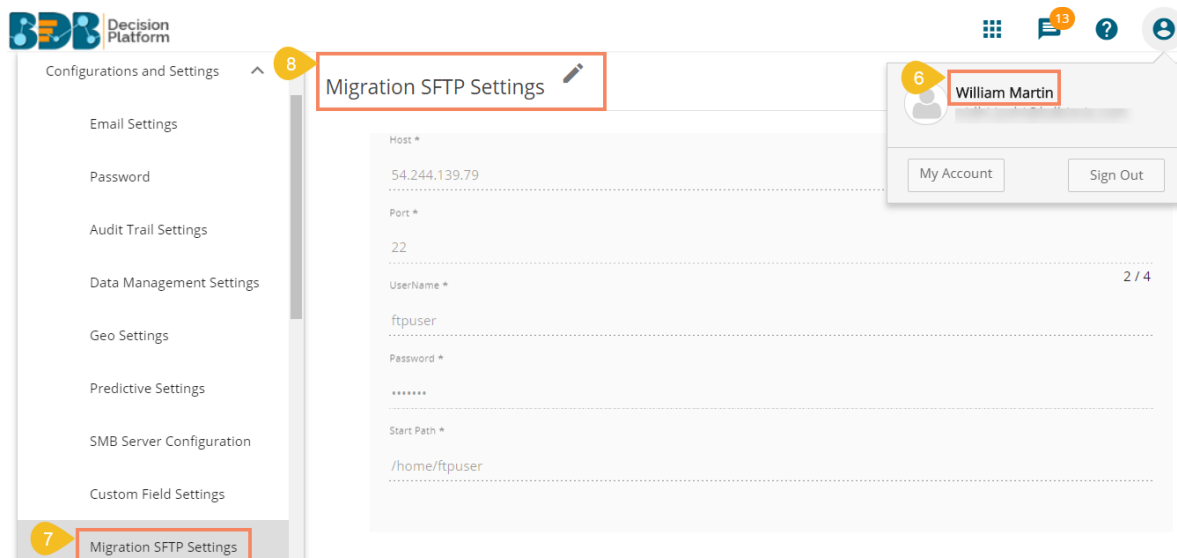 BDB Decision
Platform
13
Configurations and Settings
Email Settings
Password
Audit Trail Settings
Data Management Settings
Geo Settings
Predictive Settings
SMB Server Configuration
Custom Field Settings
7 Migration SFTP Settings
8 Migration SFTP Settings
Host *
54.244.139.79
Port *
22
2 / 4
UserName *
ftpuser
Password *
•••••••
Start Path *
/home/ftpuser
6 William Martin
My Account Sign Out